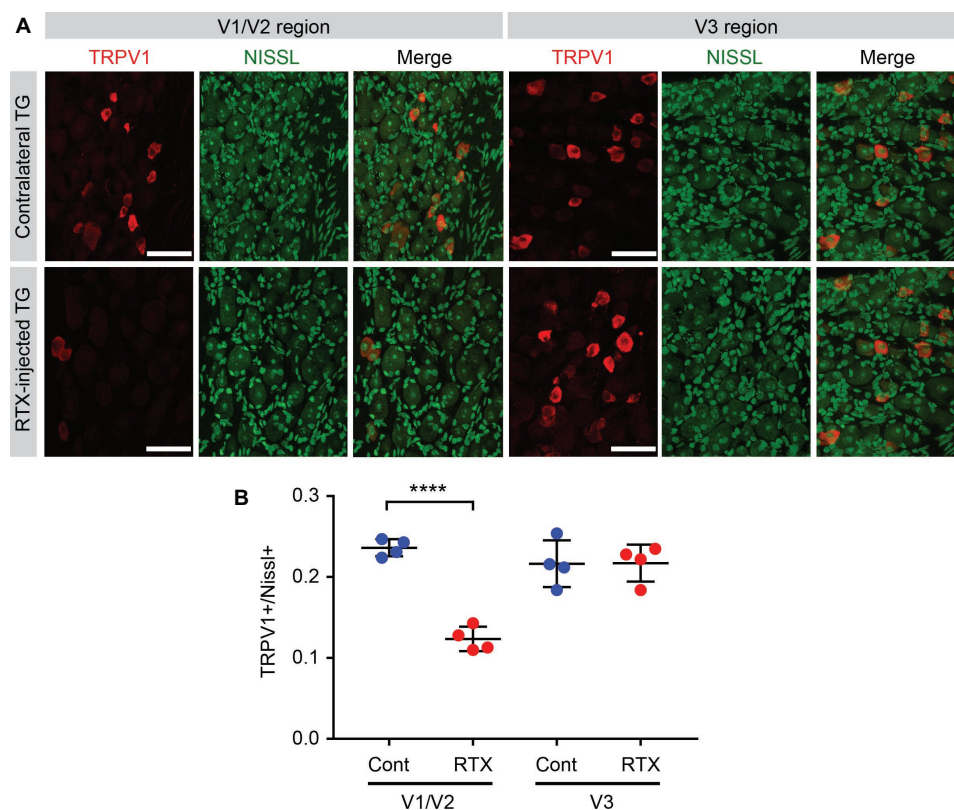 A
V1/V2 region
V3 region
TRPV1
NISSL
Merge
TRPV1
NISSL
Merge
Contralateral TG
RTX-injected TG
B
****
TRPV1+/Nissl+
0.3
0.2
0.1
0.0
Cont
RTX
Cont
RTX
V1/V2
V3